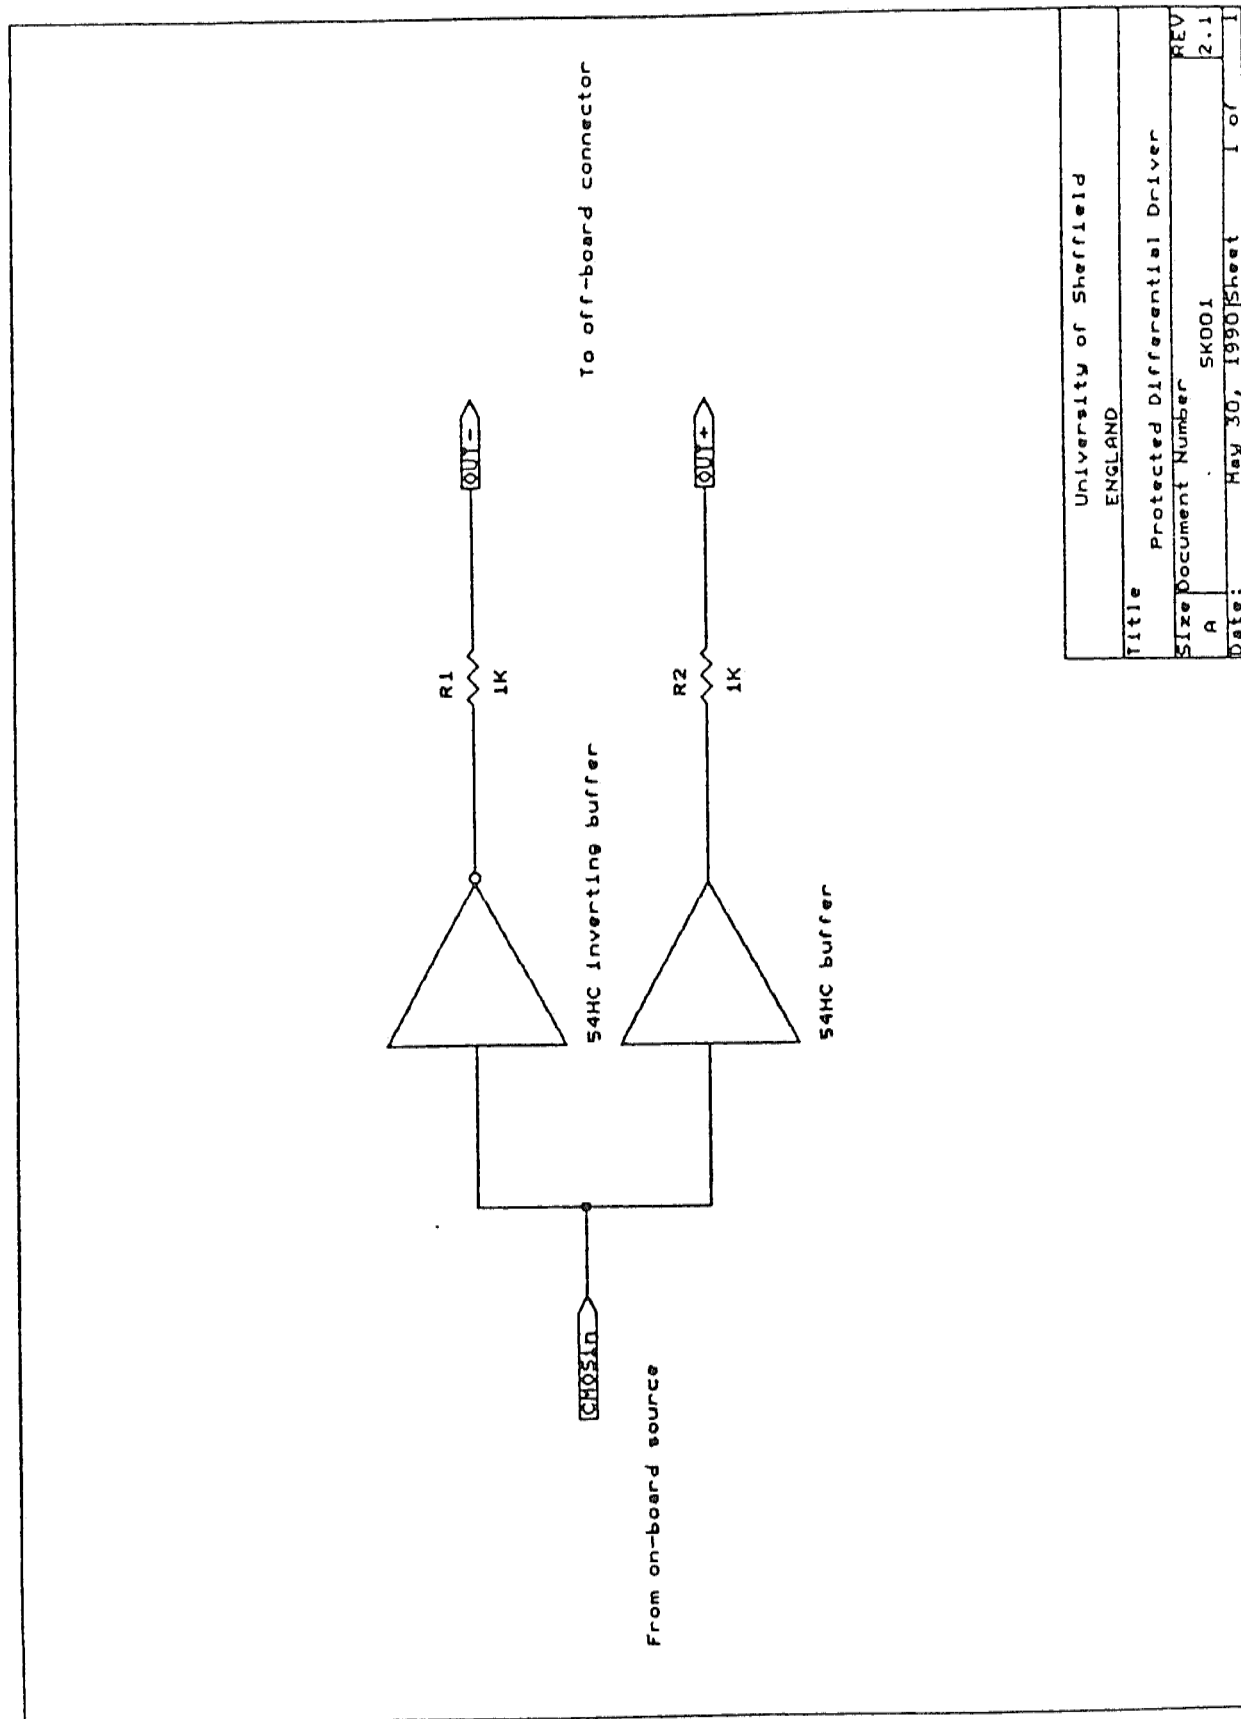 To off-board connector
OUT-
OUT+
R1
1K
R2
1K
54HC inverting buffer
54HC buffer
CMOSin
From on-board source
University of Sheffield
ENGLAND
Title
Protected Differential Driver
Size Document Number REV
A SK001 2.1
Date: May 30, 1990 Sheet 1 of 1